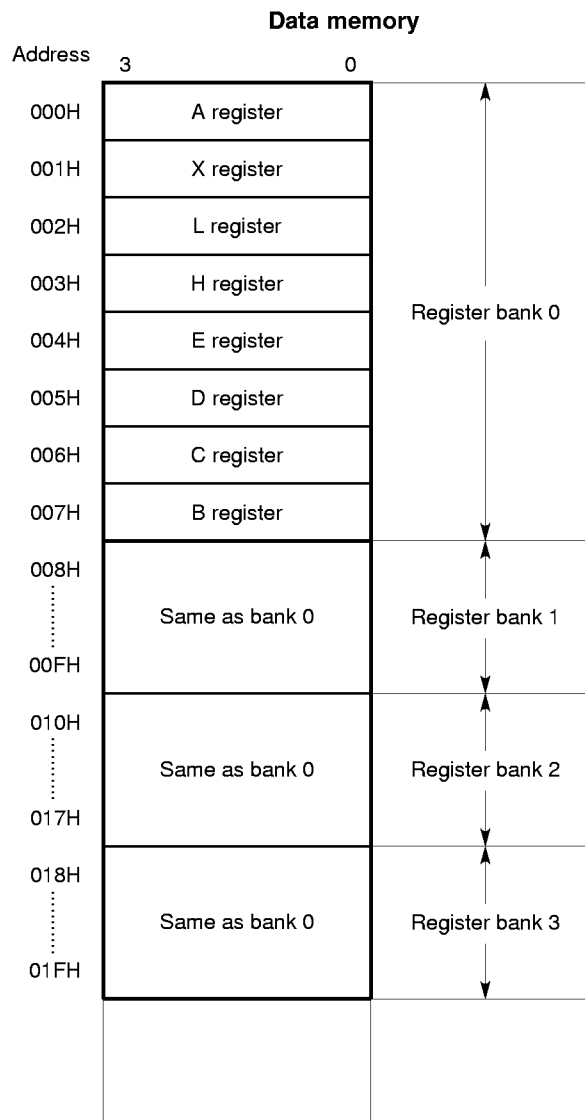 Data memory
Address
3 0
000H A register
001H X register
002H L register
003H H register
Register bank 0
004H E register
005H D register
006H C register
007H B register
008H
Same as bank 0 Register bank 1
00FH
010H
Same as bank 0 Register bank 2
017H
018H
Same as bank 0 Register bank 3
01FH